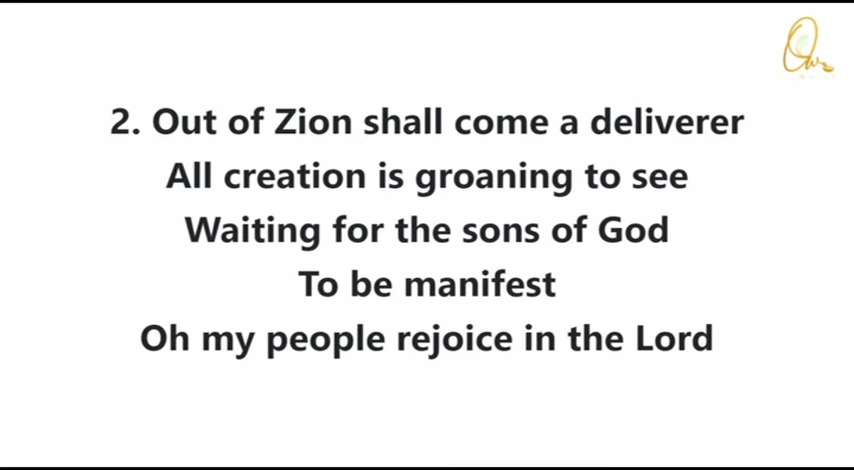 2. Out of Zion shall come a deliverer
All creation is groaning to see
Waiting for the sons of God
To be manifest
Oh my people rejoice in the Lord